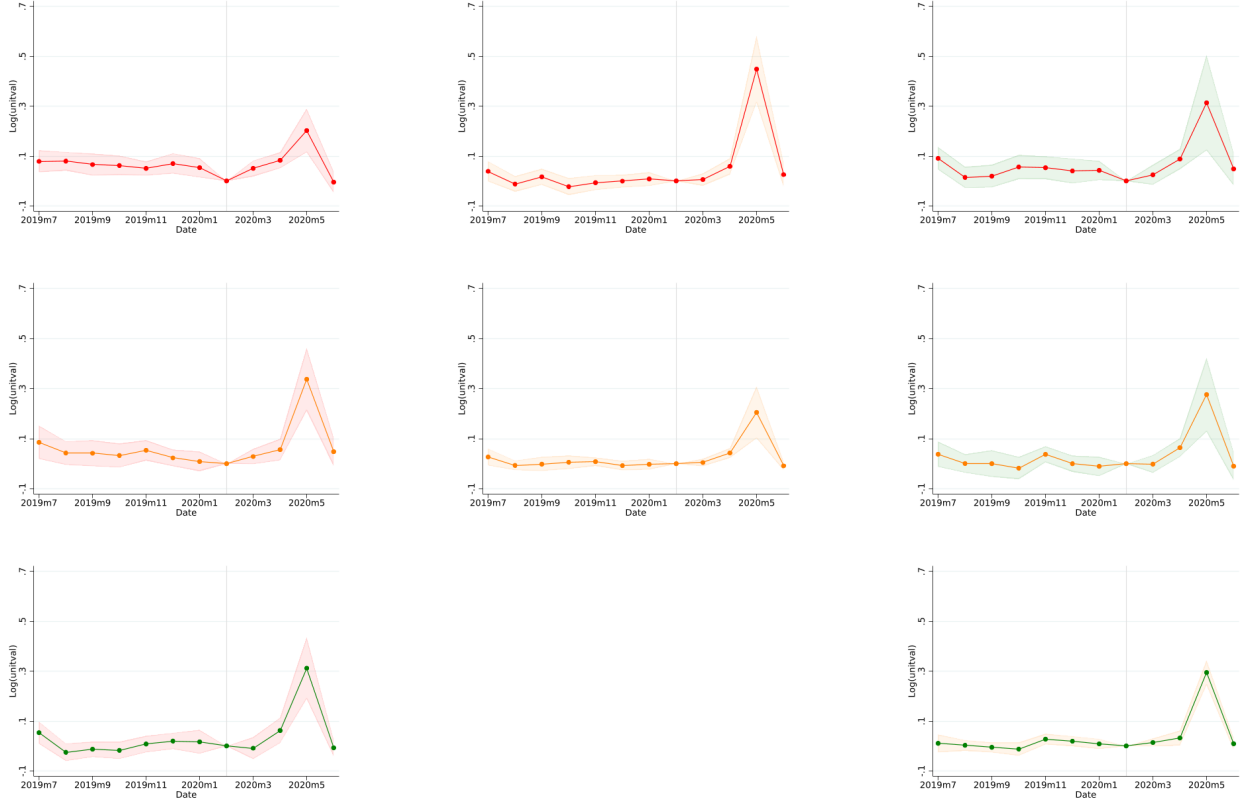 .7 .7 .7
.5 .5 .5
Log(unitval) Log(unitval) Log(unitval)
.3 .3 .3
.1 .1 .1
-.1 -.1 -.1
2019m7 2019m9 2019m11 2020m1 2020m3 2020m5 2019m7 2019m9 2019m11 2020m1 2020m3 2020m5 2019m7 2019m9 2019m11 2020m1 2020m3 2020m5
Date Date Date
.7 .7 .7
.5 .5 .5
Log(unitval) Log(unitval) Log(unitval)
.3 .3 .3
.1 .1 .1
-.1 -.1 -.1
2019m7 2019m9 2019m11 2020m1 2020m3 2020m5 2019m7 2019m9 2019m11 2020m1 2020m3 2020m5 2019m7 2019m9 2019m11 2020m1 2020m3 2020m5
Date Date Date
.7 .7
.5 .5
Log(unitval) Log(unitval)
.3 .3
.1 .1
-.1 -.1
2019m7 2019m9 2019m11 2020m1 2020m3 2020m5 2019m7 2019m9 2019m11 2020m1 2020m3 2020m5
Date Date